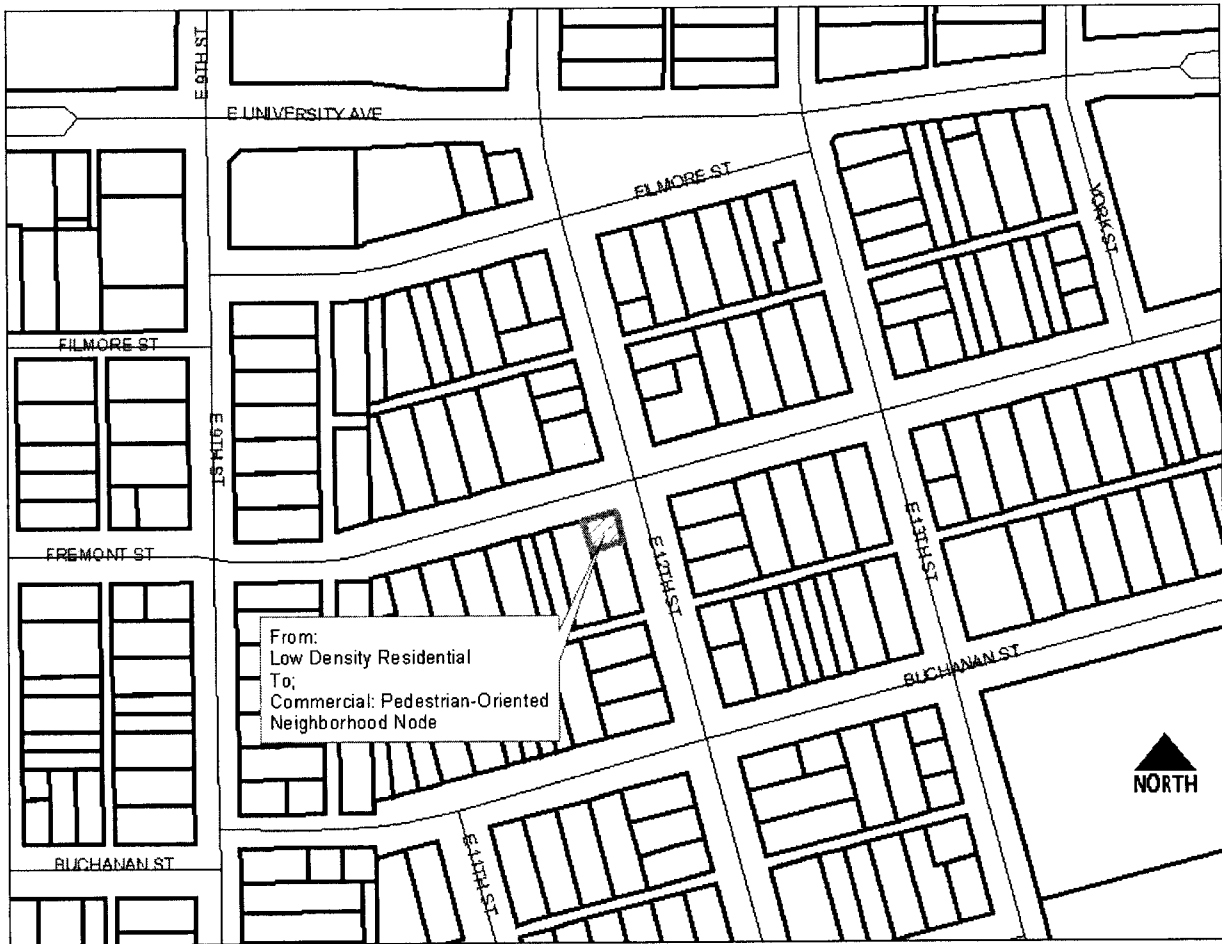 E 9TH ST
E UNIVERSITY AVE
FILMORE ST
YORK ST
FILMORE ST
E 9TH ST
FREMONT ST
E 12TH ST
E 13TH ST
From:
Low Density Residential
To;
Commercial: Pedestrian-Oriented
Neighborhood Node
BUCHANAN ST
NORTH
BUCHANAN ST
E 11TH ST